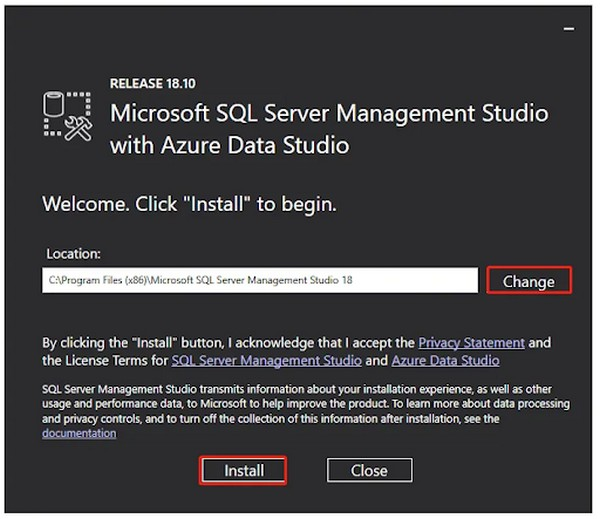 RELEASE 18.10
Microsoft SQL Server Management Studio
with Azure Data Studio
Welcome. Click "Install" to begin.
Location:
C:\Program Files (x86)\Microsoft SQL Server Management Studio 18
Change
By clicking the "Install" button, I acknowledge that I accept the Privacy Statement and
the License Terms for SQL Server Management Studio and Azure Data Studio
SQL Server Management Studio transmits information about your installation experience, as well as other
usage and performance data, to Microsoft to help improve the product. To learn more about data processing
and privacy controls, and to turn off the collection of this information after installation, see the
documentation
Install
Close